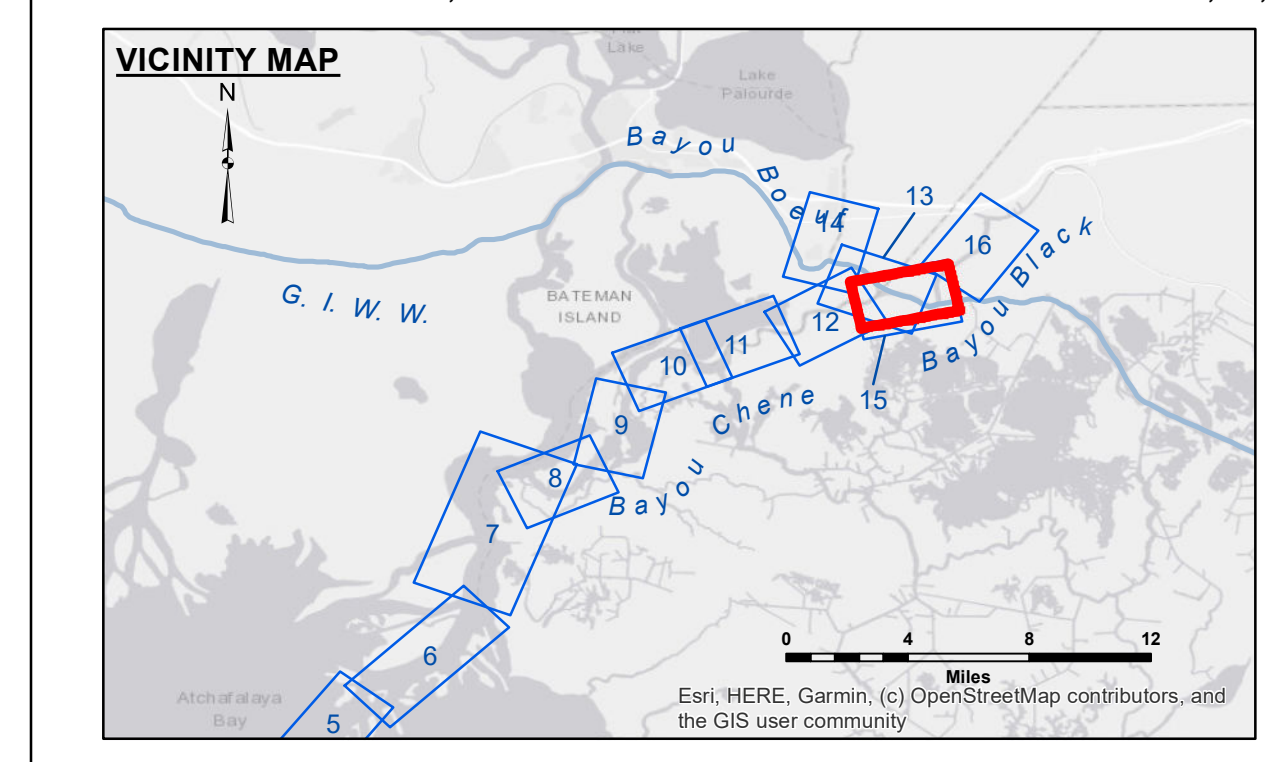 VICINITY MAP
N
Lake
Lake
Palourde
Bayou
Boeuf
13
14
16
Bayou Black
G. I. W. W.
BATEMAN
ISLAND
12
11
10
15
Chene
9
8
Bayou
7
6
5
Atchafalaya
Bay
0 4 8 12
Miles
Esri, HERE, Garmin, (c) OpenStreetMap contributors, and
the GIS user community